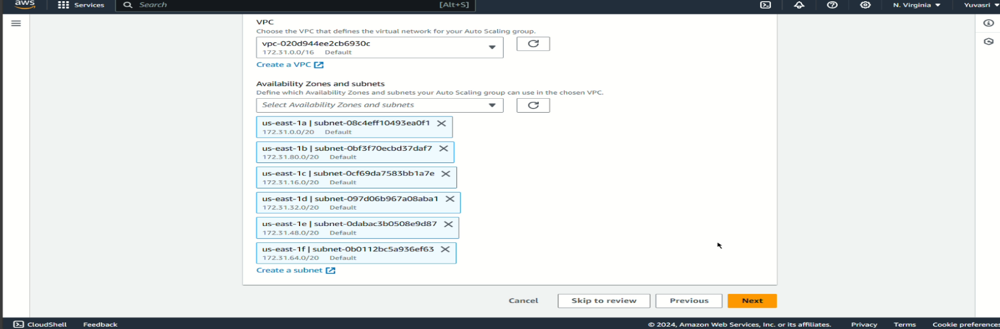 aws Services Search [Alt+S] N. Virginia Yuvasri
VPC
Choose the VPC that defines the virtual network for your Auto Scaling group.
vpc-020d944ee2cb6930c
172.31.0.0/16 Default
Create a VPC
Availability Zones and subnets
Define which Availability Zones and subnets your Auto Scaling group can use in the chosen VPC.
Select Availability Zones and subnets
us-east-1a | subnet-08c4eff10493ea0f1
172.31.0.0/20 Default
us-east-1b | subnet-0bf3f70ecbd37daf7
172.31.80.0/20 Default
us-east-1c | subnet-0cf69da7583bb1a7e
172.31.16.0/20 Default
us-east-1d | subnet-097d06b967a08aba1
172.31.32.0/20 Default
us-east-1e | subnet-0dabac3b0508e9d87
172.31.48.0/20 Default
us-east-1f | subnet-0b0112bc5a936ef63
172.31.64.0/20 Default
Create a subnet
Cancel Skip to review Previous Next
CloudShell Feedback © 2024, Amazon Web Services, Inc. or its affiliates. Privacy Terms Cookie preferences